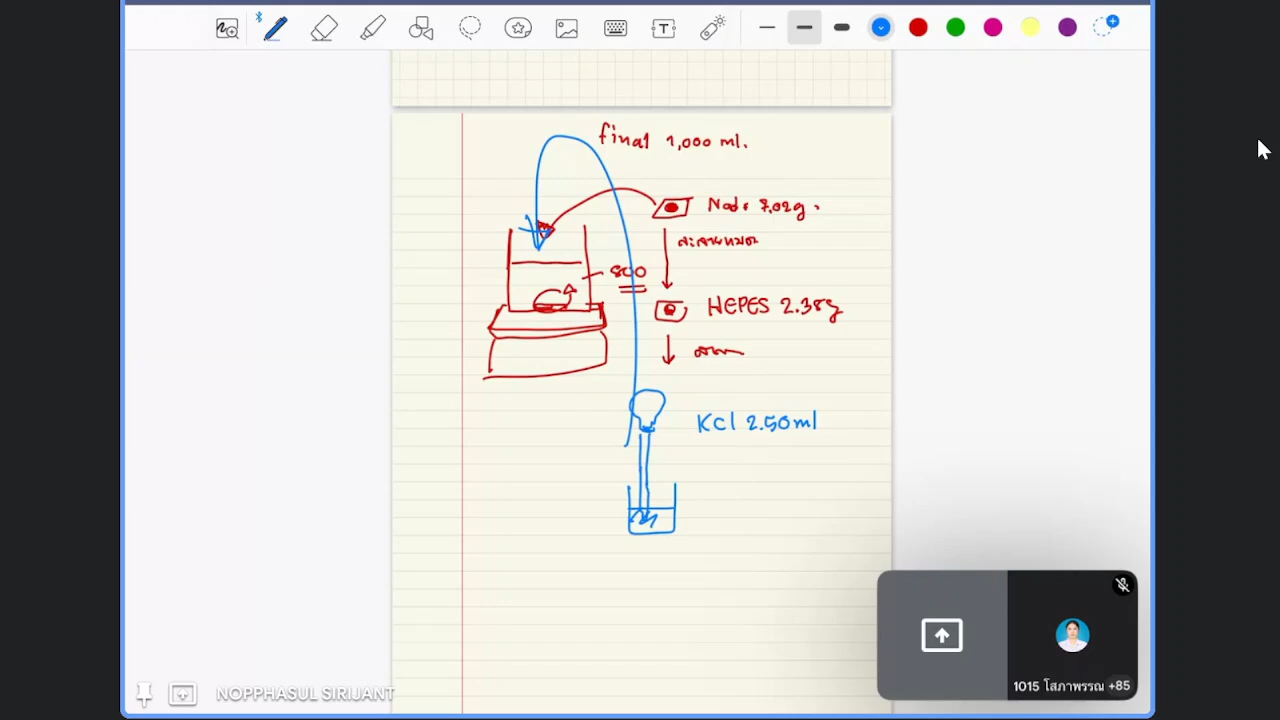 final 1,000 ml.
7.02g.
ละลายหมด
800
HEPES 2.38g
KCl 2.50ml
NOPPHASUL SIRIJANT
1015 โสภาพรรณ +85